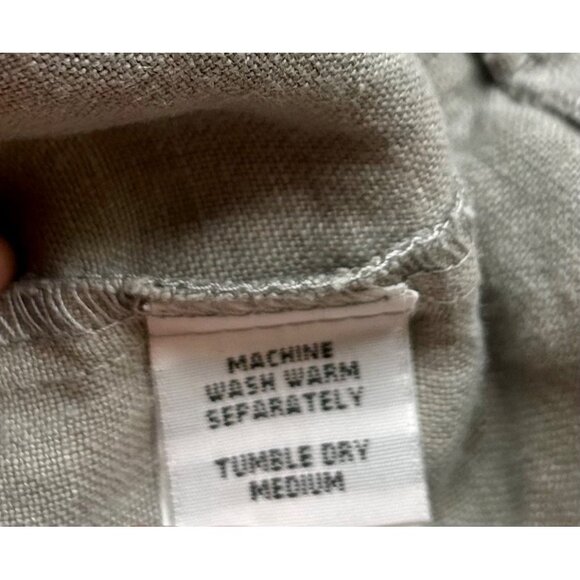 MACHINE
WASH WARM
SEPARATELY
TUMBLE DRY
MEDIUM